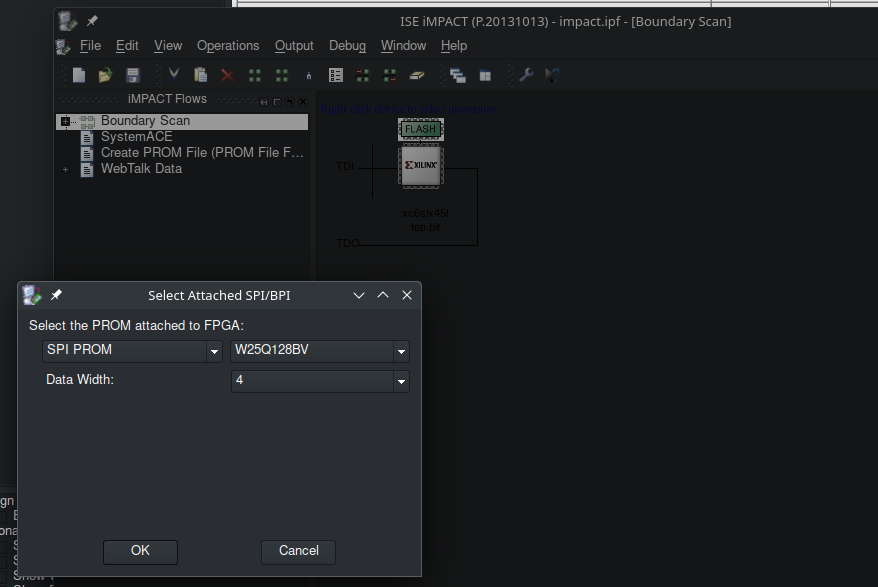 ISE iMPACT (P.20131013) - impact.ipf - [Boundary Scan]
File Edit View Operations Output Debug Window Help
iMPACT Flows
Boundary Scan
SystemACE
Create PROM File (PROM File F...
WebTalk Data
Right click device to select operations
FLASH
TDI
XILINX
xc6slx45t
top.bit
TDO
Select Attached SPI/BPI
Select the PROM attached to FPGA:
SPI PROM W25Q128BV
Data Width: 4
OK Cancel